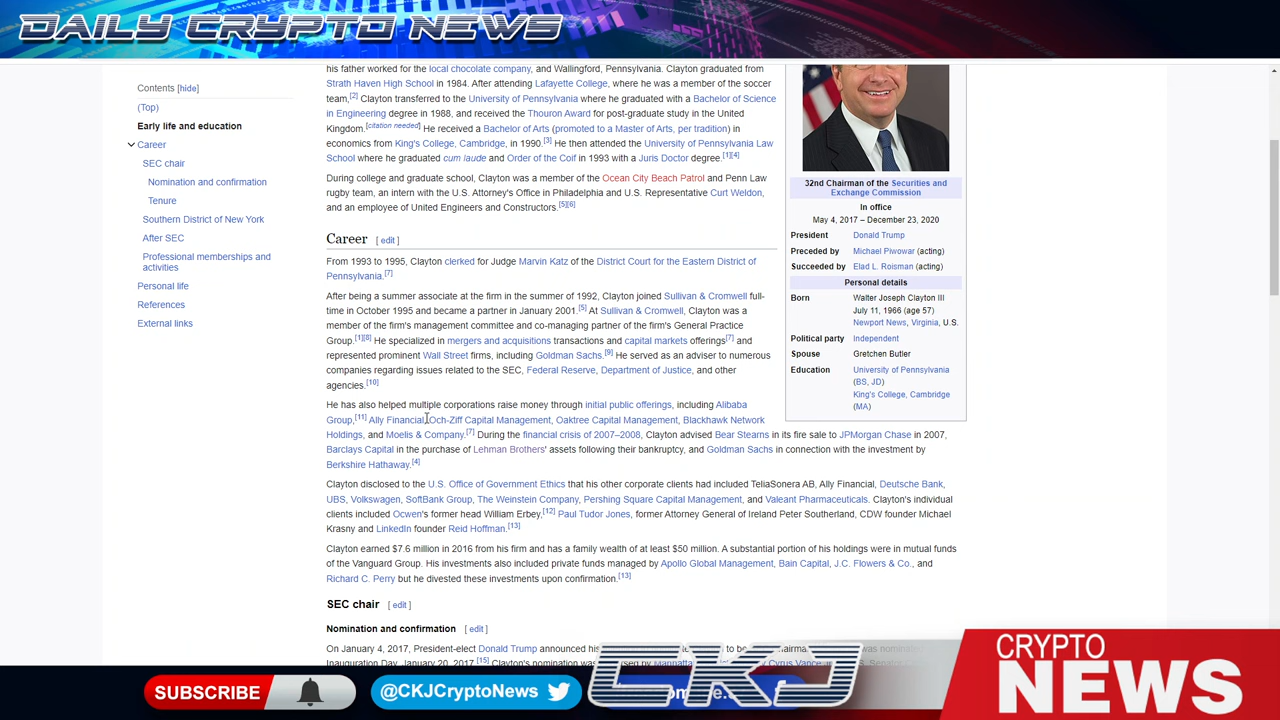 DAILY CRYPTO NEWS
Contents [hide]
(Top)
Early life and education
Career
SEC chair
Nomination and confirmation
Tenure
Southern District of New York
After SEC
Professional memberships and
activities
Personal life
References
External links
his father worked for the local chocolate company, and Wallingford, Pennsylvania. Clayton graduated from
Strath Haven High School in 1984. After attending Lafayette College, where he was a member of the soccer
team,[2] Clayton transferred to the University of Pennsylvania where he graduated with a Bachelor of Science
in Engineering degree in 1988, and received the Thouron Award for post-graduate study in the United
Kingdom.[citation needed] He received a Bachelor of Arts (promoted to a Master of Arts, per tradition) in
economics from King's College, Cambridge, in 1990.[3] He then attended the University of Pennsylvania Law
School where he graduated cum laude and Order of the Coif in 1993 with a Juris Doctor degree.[1][4]
During college and graduate school, Clayton was a member of the Ocean City Beach Patrol and Penn Law
rugby team, an intern with the U.S. Attorney's Office in Philadelphia and U.S. Representative Curt Weldon,
and an employee of United Engineers and Constructors.[5][6]
Career [ edit ]
From 1993 to 1995, Clayton clerked for Judge Marvin Katz of the District Court for the Eastern District of
Pennsylvania.[7]
After being a summer associate at the firm in the summer of 1992, Clayton joined Sullivan & Cromwell full-
time in October 1995 and became a partner in January 2001.[5] At Sullivan & Cromwell, Clayton was a
member of the firm's management committee and co-managing partner of the firm's General Practice
Group.[1][8] He specialized in mergers and acquisitions transactions and capital markets offerings[7] and
represented prominent Wall Street firms, including Goldman Sachs.[9] He served as an adviser to numerous
companies regarding issues related to the SEC, Federal Reserve, Department of Justice, and other
agencies.[10]
He has also helped multiple corporations raise money through initial public offerings, including Alibaba
Group,[11] Ally Financial, Och-Ziff Capital Management, Oaktree Capital Management, Blackhawk Network
Holdings, and Moelis & Company.[7] During the financial crisis of 2007–2008, Clayton advised Bear Stearns in its fire sale to JPMorgan Chase in 2007,
Barclays Capital in the purchase of Lehman Brothers' assets following their bankruptcy, and Goldman Sachs in connection with the investment by
Berkshire Hathaway.[4]
Clayton disclosed to the U.S. Office of Government Ethics that his other corporate clients had included TeliaSonera AB, Ally Financial, Deutsche Bank,
UBS, Volkswagen, SoftBank Group, The Weinstein Company, Pershing Square Capital Management, and Valeant Pharmaceuticals. Clayton's individual
clients included Ocwen's former head William Erbey,[12] Paul Tudor Jones, former Attorney General of Ireland Peter Southerland, CDW founder Michael
Krasny and LinkedIn founder Reid Hoffman.[13]
Clayton earned $7.6 million in 2016 from his firm and has a family wealth of at least $50 million. A substantial portion of his holdings were in mutual funds
of the Vanguard Group. His investments also included private funds managed by Apollo Global Management, Bain Capital, J.C. Flowers & Co., and
Richard C. Perry but he divested these investments upon confirmation.[13]
SEC chair [ edit ]
Nomination and confirmation [ edit ]
On January 4, 2017, President-elect Donald Trump announced his
Inauguration Day, January 20, 2017.[15] Clayton's nomination was
32nd Chairman of the Securities and
Exchange Commission
In office
May 4, 2017 – December 23, 2020
President Donald Trump
Preceded by Michael Piwowar (acting)
Succeeded by Elad L. Roisman (acting)
Personal details
Born Walter Joseph Clayton III
July 11, 1966 (age 57)
Newport News, Virginia, U.S.
Political party Independent
Spouse Gretchen Butler
Education University of Pennsylvania
(BS, JD)
King's College, Cambridge
(MA)
SUBSCRIBE
@CKJCryptoNews
CKJ
CRYPTO
NEWS